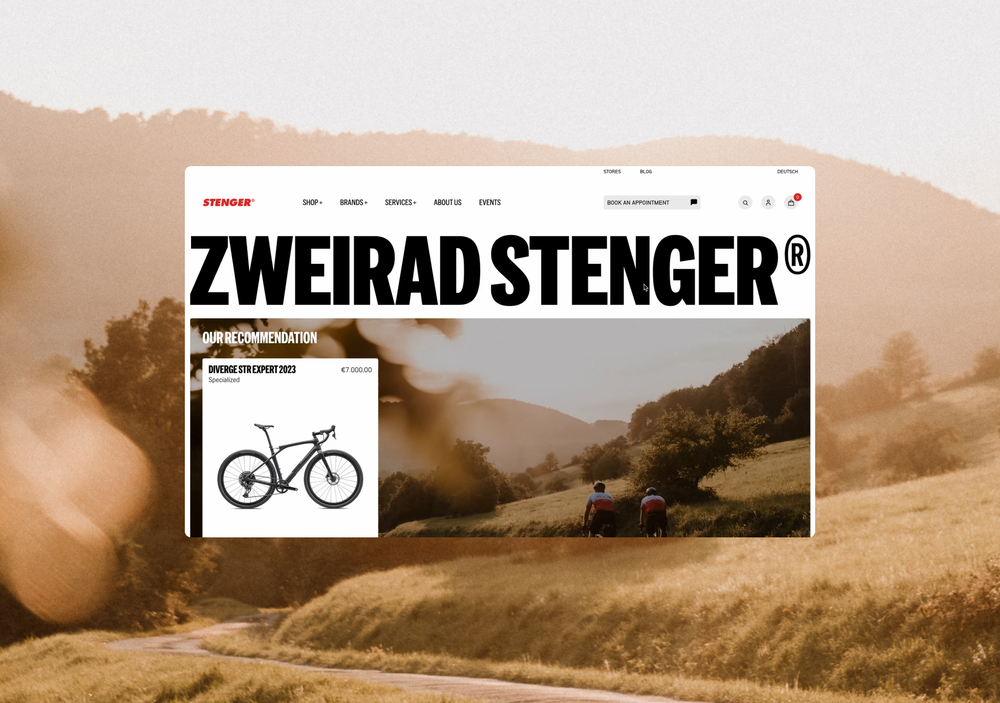 STORES BLOG DEUTSCH
STENGER®
SHOP + BRANDS + SERVICES + ABOUT US EVENTS
BOOK AN APPOINTMENT
ZWEIRAD STENGER®
OUR RECOMMENDATION
DIVERGE STR EXPERT 2023 €7.000,00
Specialized